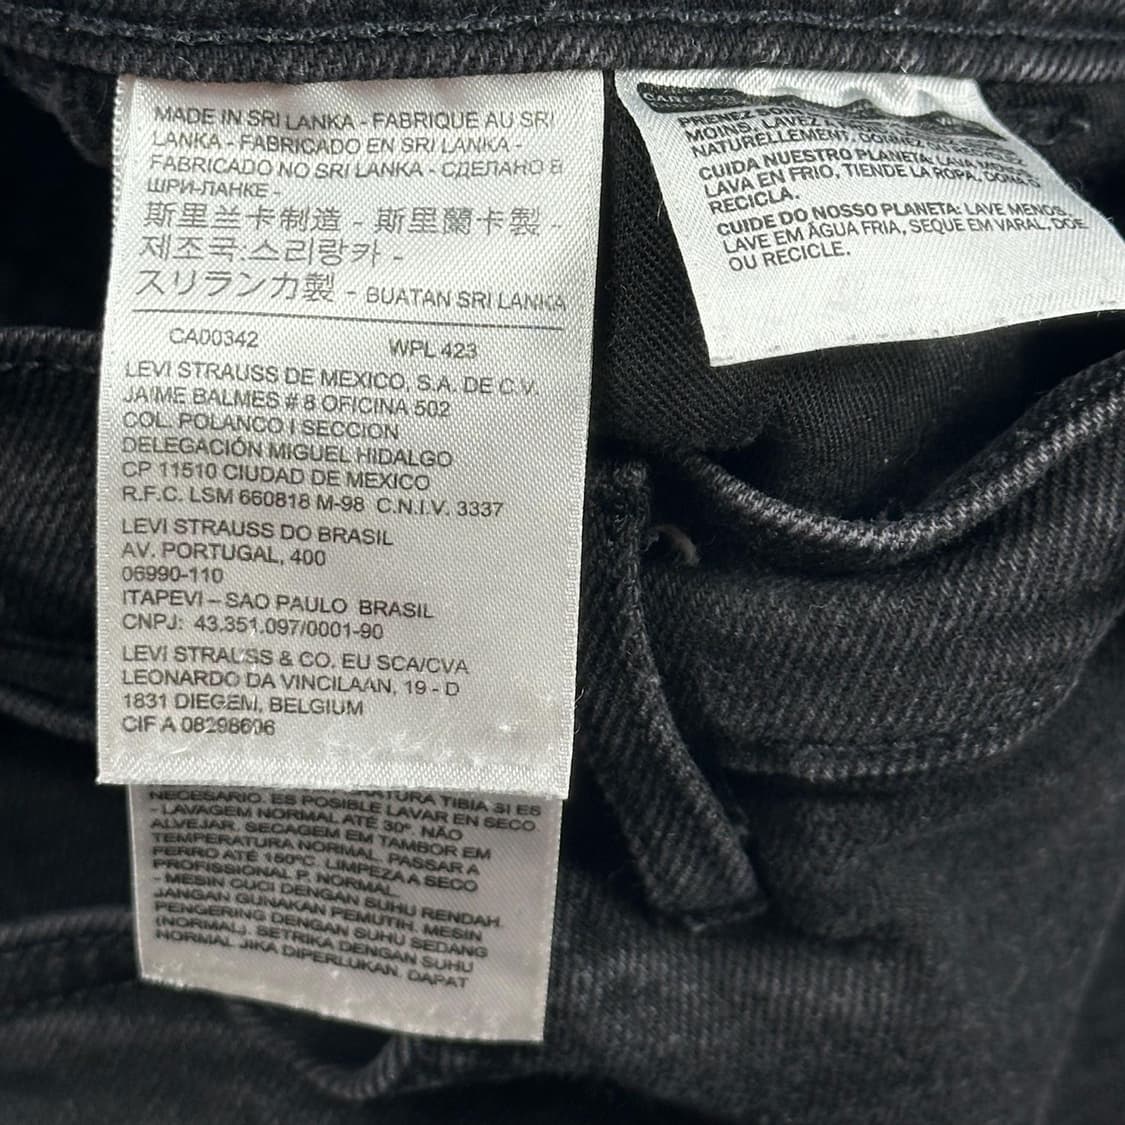 MADE IN SRI LANKA - FABRIQUE AU SRI
LANKA - FABRICADO EN SRI LANKA -
FABRICADO NO SRI LANKA - СДЕЛАНО В
ШРИ-ЛАНКЕ -
斯里兰卡制造 - 斯里蘭卡製 -
제조국:스리랑카 -
スリランカ製 - BUATAN SRI LANKA
CA00342 WPL 423
LEVI STRAUSS DE MEXICO, S.A. DE C.V.
JAIME BALMES # 8 OFICINA 502
COL. POLANCO I SECCION
DELEGACIÓN MIGUEL HIDALGO
CP 11510 CIUDAD DE MEXICO
R.F.C. LSM 660818 M-98 C.N.I.V. 3337
LEVI STRAUSS DO BRASIL
AV. PORTUGAL, 400
06990-110
ITAPEVI – SAO PAULO BRASIL
CNPJ: 43.351.097/0001-90
LEVI STRAUSS & CO. EU SCA/CVA
LEONARDO DA VINCILAAN, 19 - D
1831 DIEGEM, BELGIUM
CIF A 08298606
TIBIA SI ES
NECESARIO. ES POSIBLE LAVAR EN SECO
- LAVAGEM NORMAL ATÉ 30°. NÃO
ALVEJAR. SECAGEM EM TAMBOR EM
TEMPERATURA NORMAL. PASSAR A
FERRO ATÉ 150ºC. LIMPEZA A SECO
PROFISSIONAL P. NORMAL
- MESIN CUCI DENGAN SUHU RENDAH.
JANGAN GUNAKAN PEMUTIH. MESIN
PENGERING DENGAN SUHU SEDANG
(NORMAL). SETRIKA DENGAN SUHU
NORMAL JIKA DIPERLUKAN. DAPAT
PRENEZ
MOINS, LAVEZ
NATURELLEMENT, DONNEZ OU RECYCLEZ.
CUIDA NUESTRO PLANETA: LAVA MENOS,
LAVA EN FRIO, TIENDE LA ROPA, DONA O
RECICLA.
CUIDE DO NOSSO PLANETA: LAVE MENOS,
LAVE EM ÁGUA FRIA, SEQUE EM VARAL, DOE
OU RECICLE.